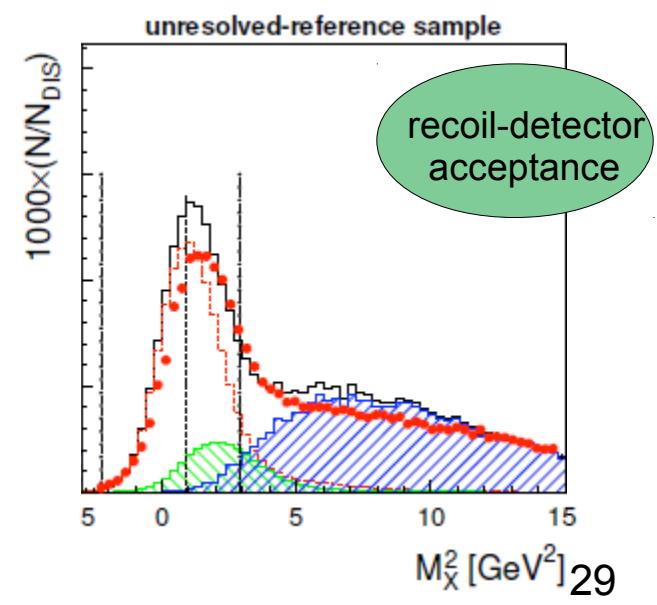 unresolved-reference sample
1000×(N/N_DIS)
recoil-detector
acceptance
5 0 5 10 15
M_X^2 [GeV^2]
29